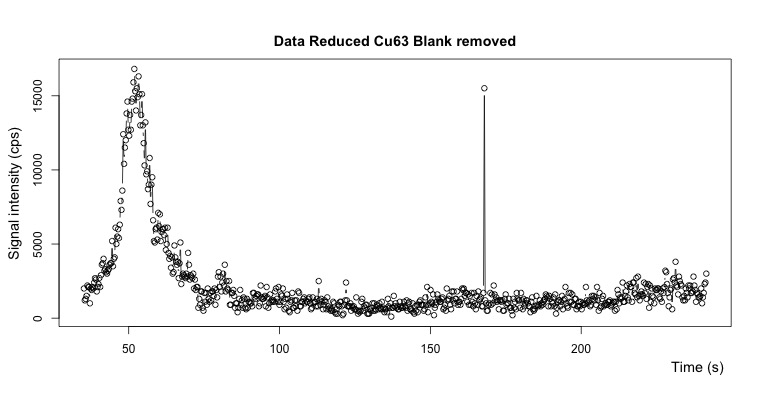 Data Reduced Cu63 Blank removed
Signal intensity (cps)
15000
10000
5000
0
50 100 150 200
Time (s)